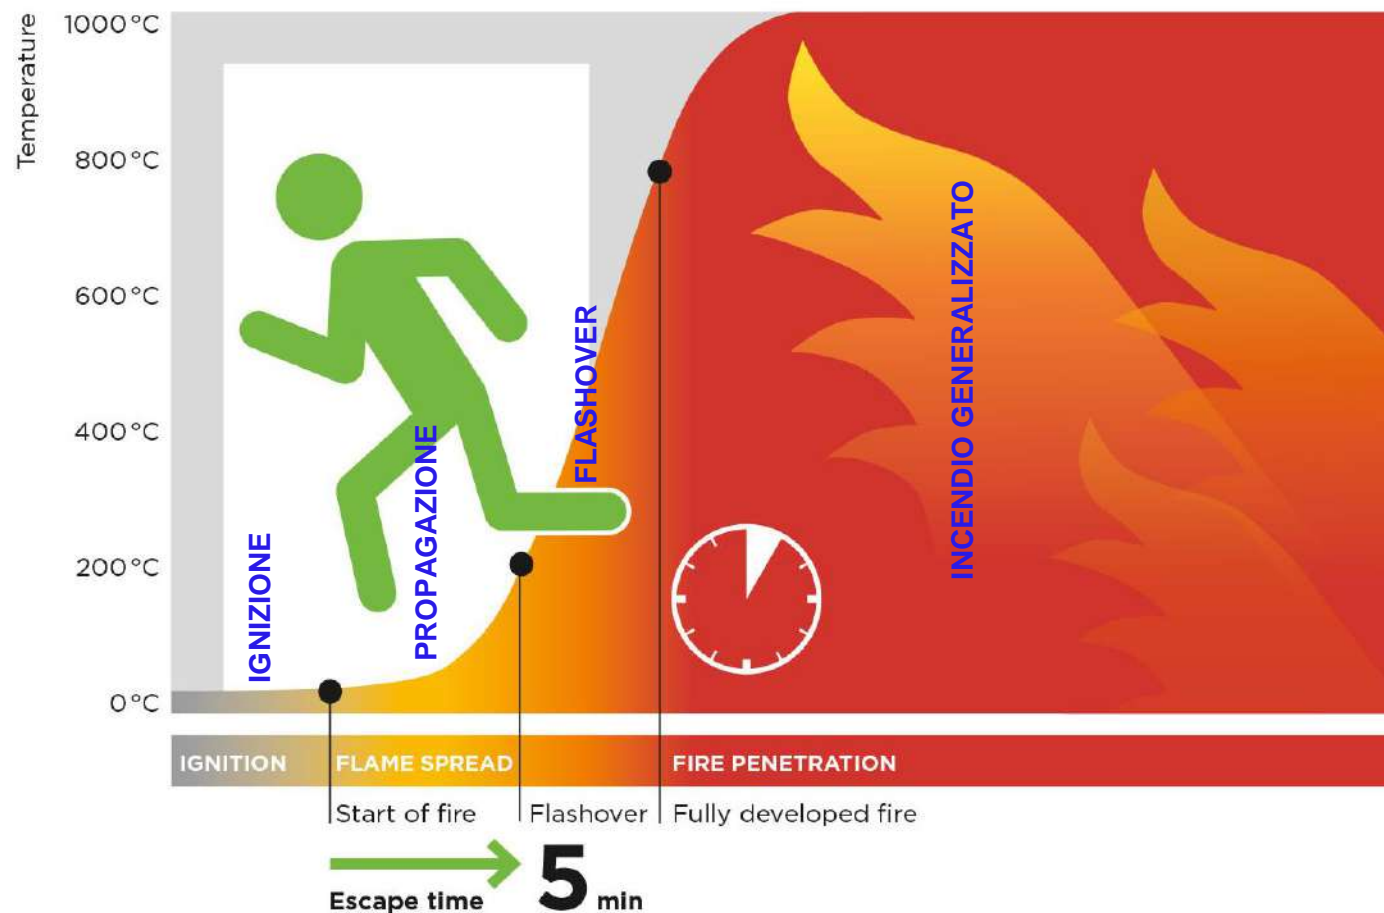 Temperature
1000 °C
800 °C
600 °C
400 °C
200 °C
0 °C
IGNIZIONE
PROPAGAZIONE
FLASHOVER
INCENDIO GENERALIZZATO
IGNITION
FLAME SPREAD
FIRE PENETRATION
Start of fire
Flashover
Fully developed fire
Escape time
5 min